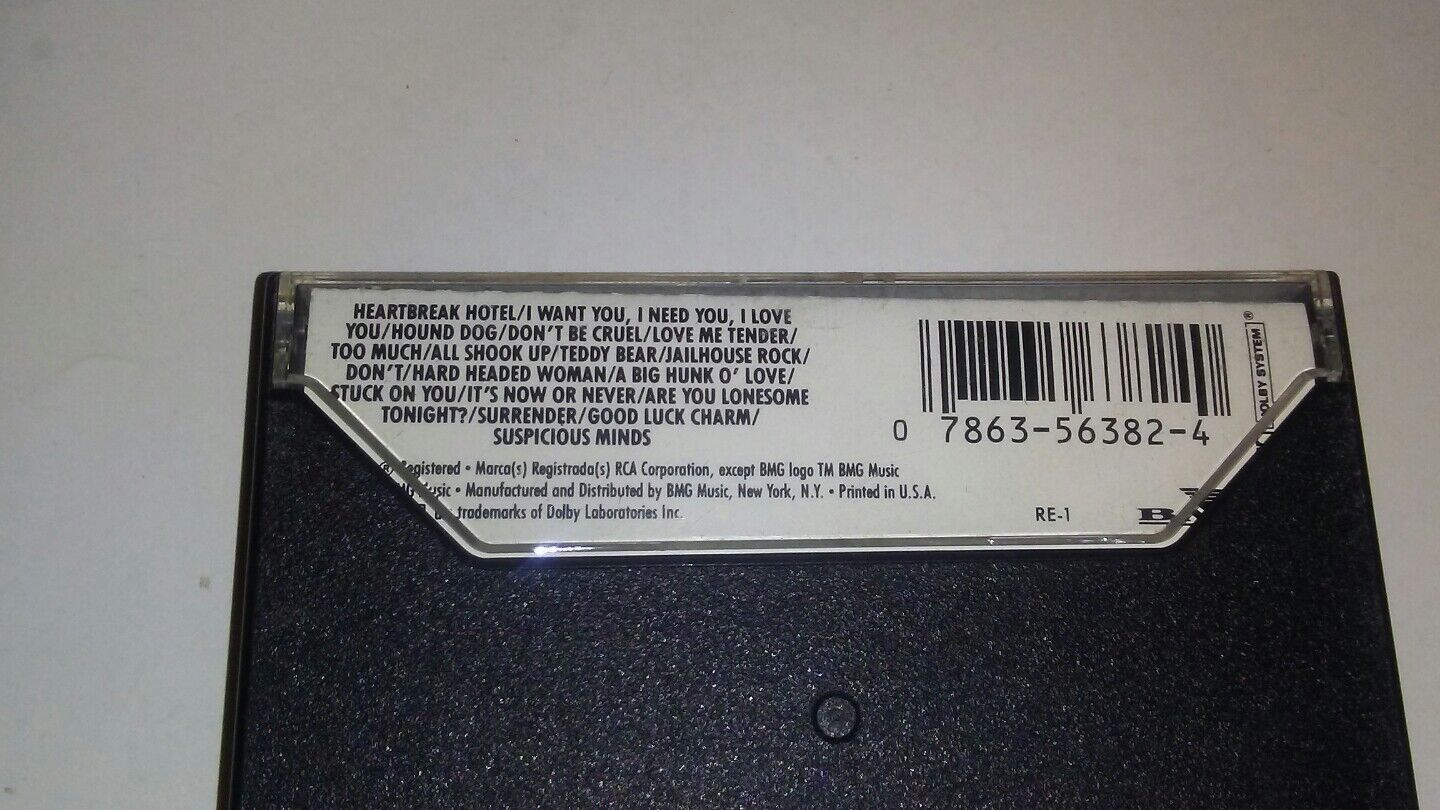 HEARTBREAK HOTEL/I WANT YOU, I NEED YOU, I LOVE
YOU/HOUND DOG/DON'T BE CRUEL/LOVE ME TENDER/
TOO MUCH/ALL SHOOK UP/TEDDY BEAR/JAILHOUSE ROCK/
DON'T/HARD HEADED WOMAN/A BIG HUNK O' LOVE/
STUCK ON YOU/IT'S NOW OR NEVER/ARE YOU LONESOME
TONIGHT?/SURRENDER/GOOD LUCK CHARM/
SUSPICIOUS MINDS
® Registered • Marca(s) Registrada(s) RCA Corporation, except BMG logo TM BMG Music
Music • Manufactured and Distributed by BMG Music, New York, N.Y. • Printed in U.S.A.
trademarks of Dolby Laboratories Inc.
RE-1
0 7863-56382-4
DOLBY SYSTEM ®